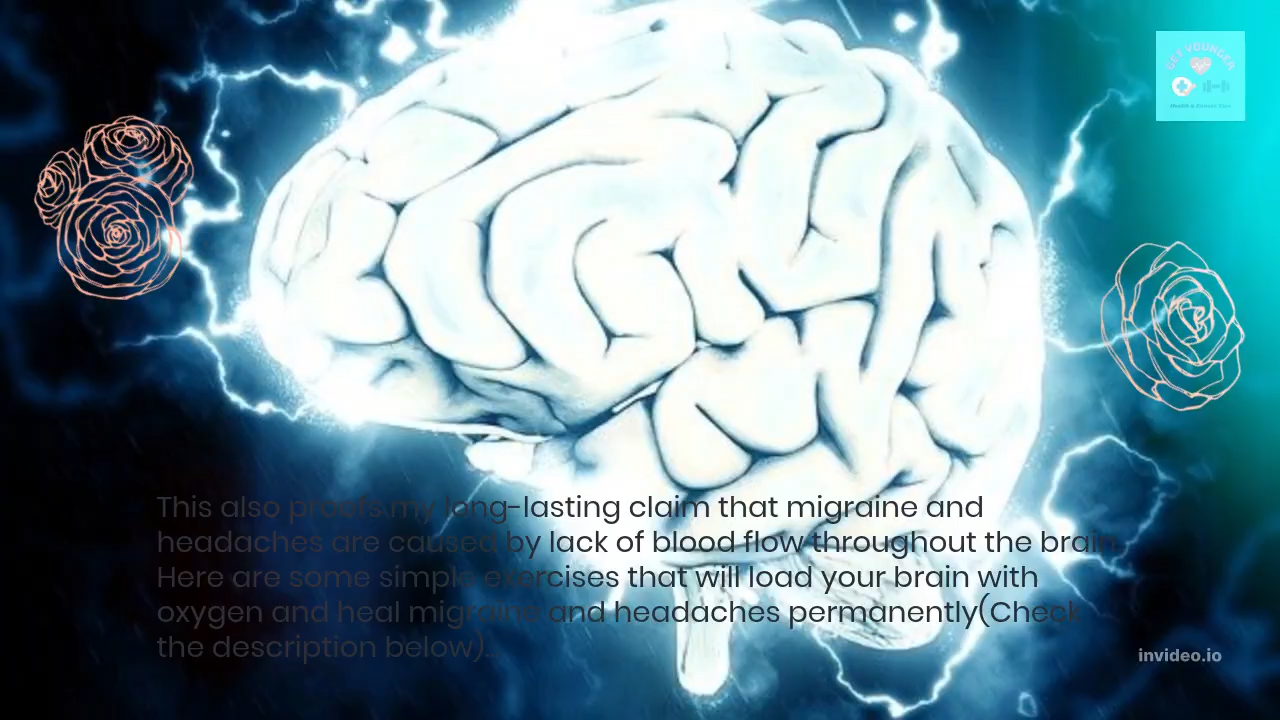 GET YOUNGER
This also proofs my long-lasting claim that migraine and
headaches are caused by lack of blood flow throughout the brain.
Here are some simple exercises that will load your brain with
oxygen and heal migraine and headaches permanently(Check
the description below)..
invideo.io